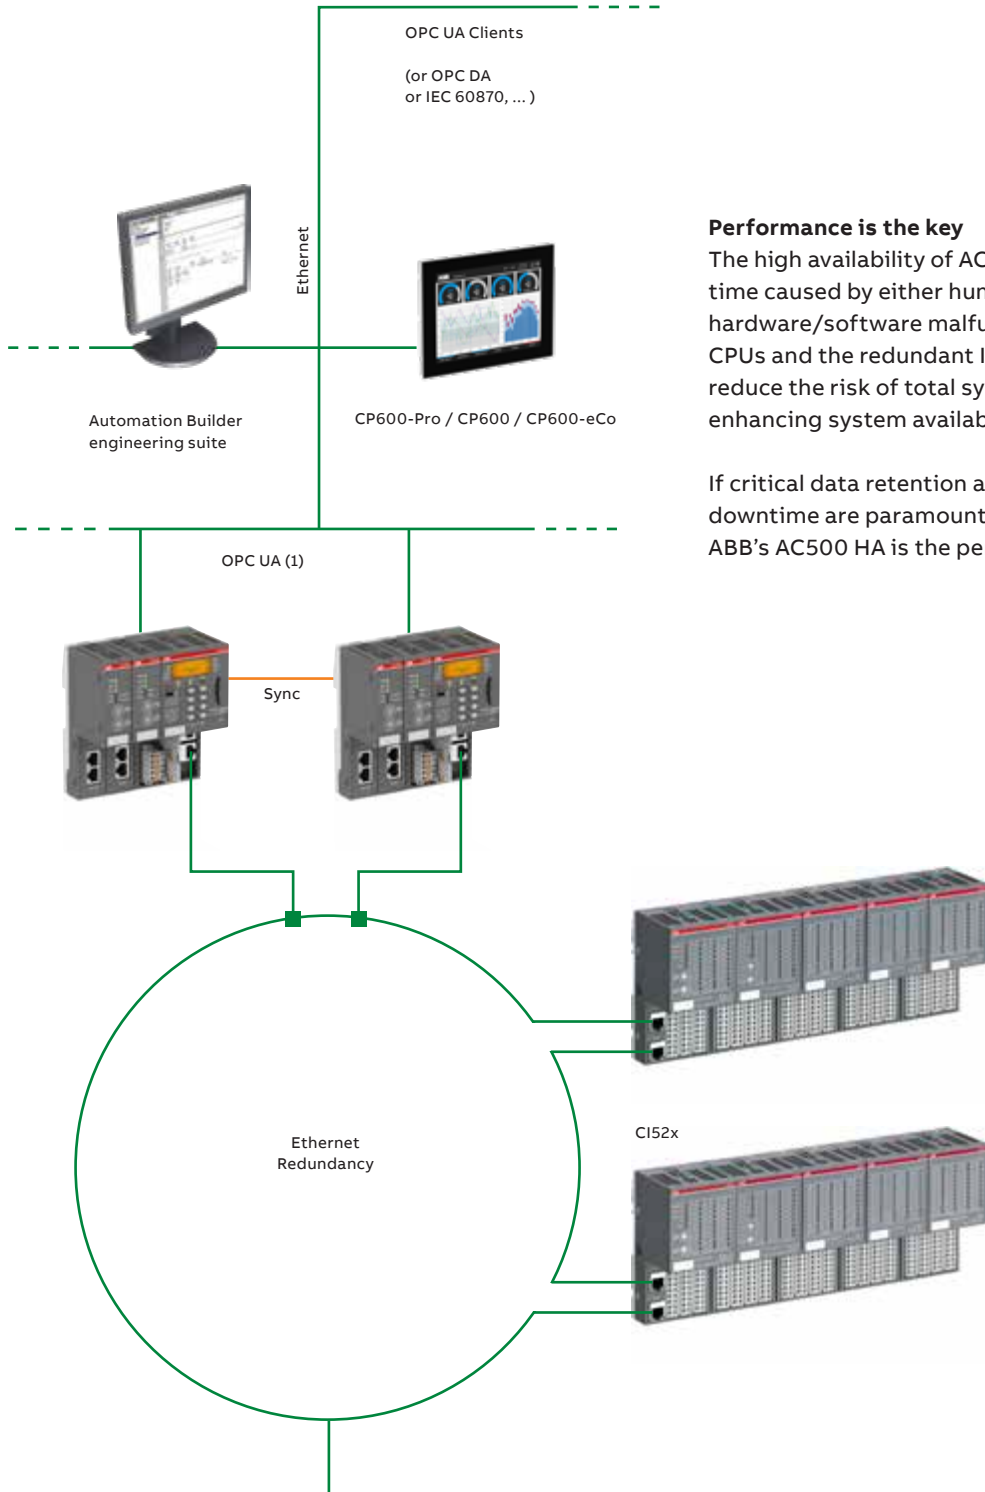 OPC UA Clients
(or OPC DA
or IEC 60870, ... )
Ethernet
Automation Builder
engineering suite
CP600-Pro / CP600 / CP600-eCo
OPC UA (1)
Sync
Ethernet
Redundancy
CI52x
Performance is the key
The high availability of AC
time caused by either hum
hardware/software malfu
CPUs and the redundant I
reduce the risk of total sy
enhancing system availab
If critical data retention a
downtime are paramount
ABB’s AC500 HA is the pe